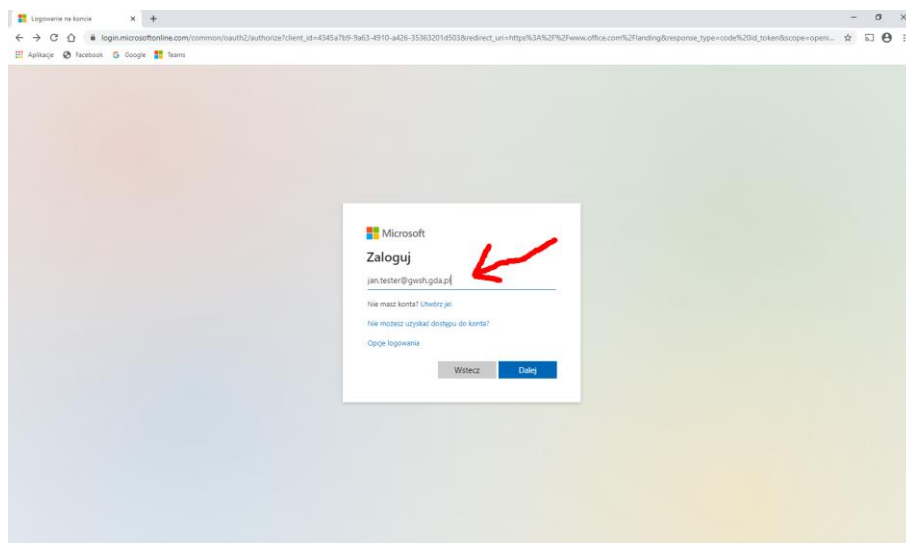 Logowanie na koncie
login.microsoftonline.com/common/oauth2/authorize?client_id=4345a7b9-9a63-4910-a426-35363201d503&redirect_uri=https%3A%2F%2Fwww.office.com%2Flanding&response_type=code%20id_token&scope=openi...
Aplikacje Facebook Google Teams
Microsoft
Zaloguj
jan.tester@gwsh.gda.pl
Nie masz konta? Utwórz je!
Nie możesz uzyskać dostępu do konta?
Opcje logowania
Wstecz Dalej